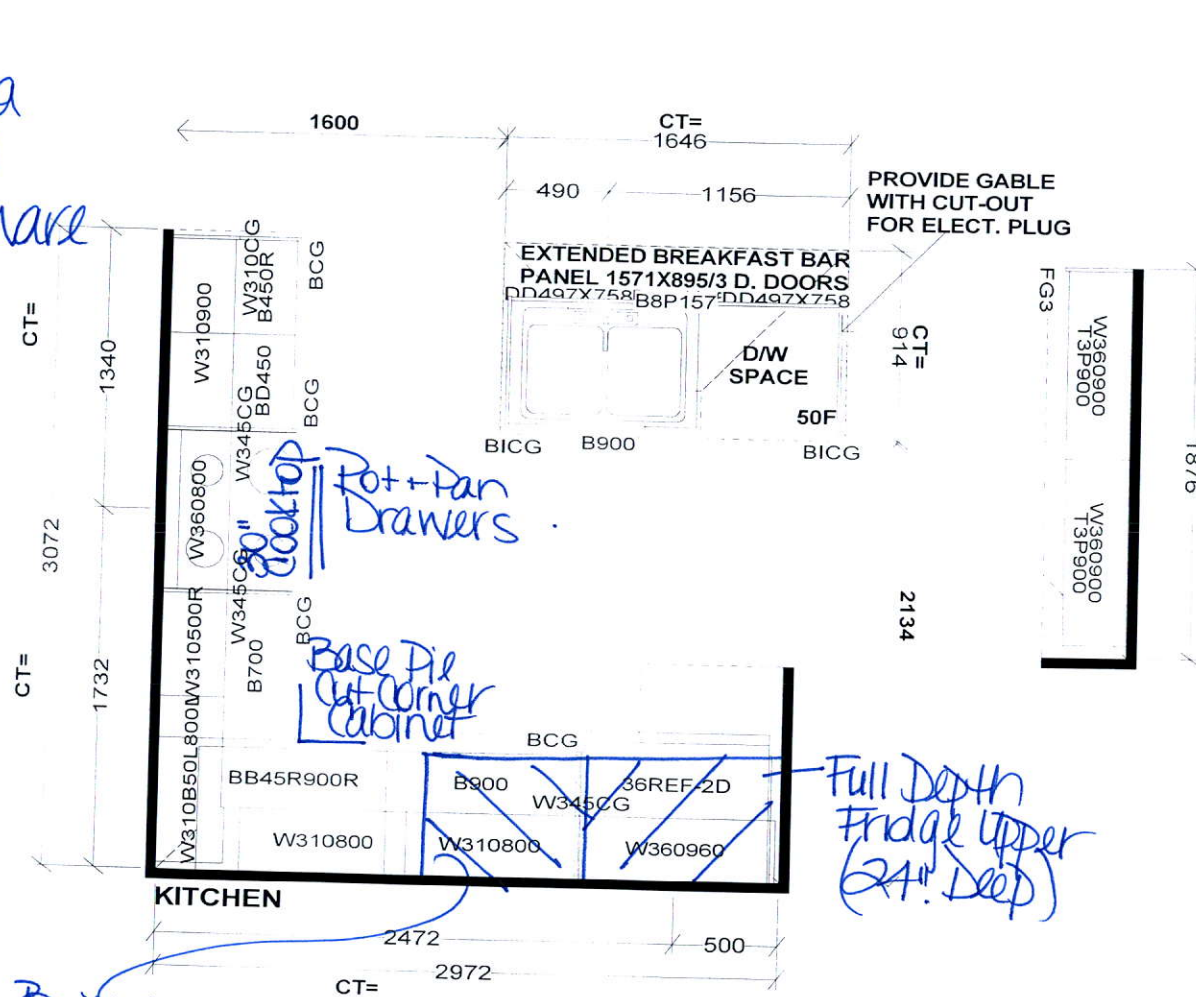 1600
CT=
1646
490
1156
PROVIDE GABLE
WITH CUT-OUT
FOR ELECT. PLUG
EXTENDED BREAKFAST BAR
PANEL 1571X895/3 D. DOORS
DD497X758
B8P157
DD497X758
D/W
SPACE
50F
BICG
B900
BICG
CT=
914
2134
CT=
1340
3072
CT=
1732
W310900
W310CG
B450R
BCG
BD450
BCG
W345CG
W360800
30"
Cooktop
Pot + Pan
Drawers
W345CG
W310500R
B700
BCG
W310B50L800L
Base Pie
Cut Corner
Cabinet
BCG
BB45R900R
B900
36REF-2D
W345CG
W310800
W310800
W360960
Full Depth
Fridge Upper
(24" Deep)
FG3
W360900
T3P900
W360900
T3P900
1876
KITCHEN
2472
500
2972
CT=